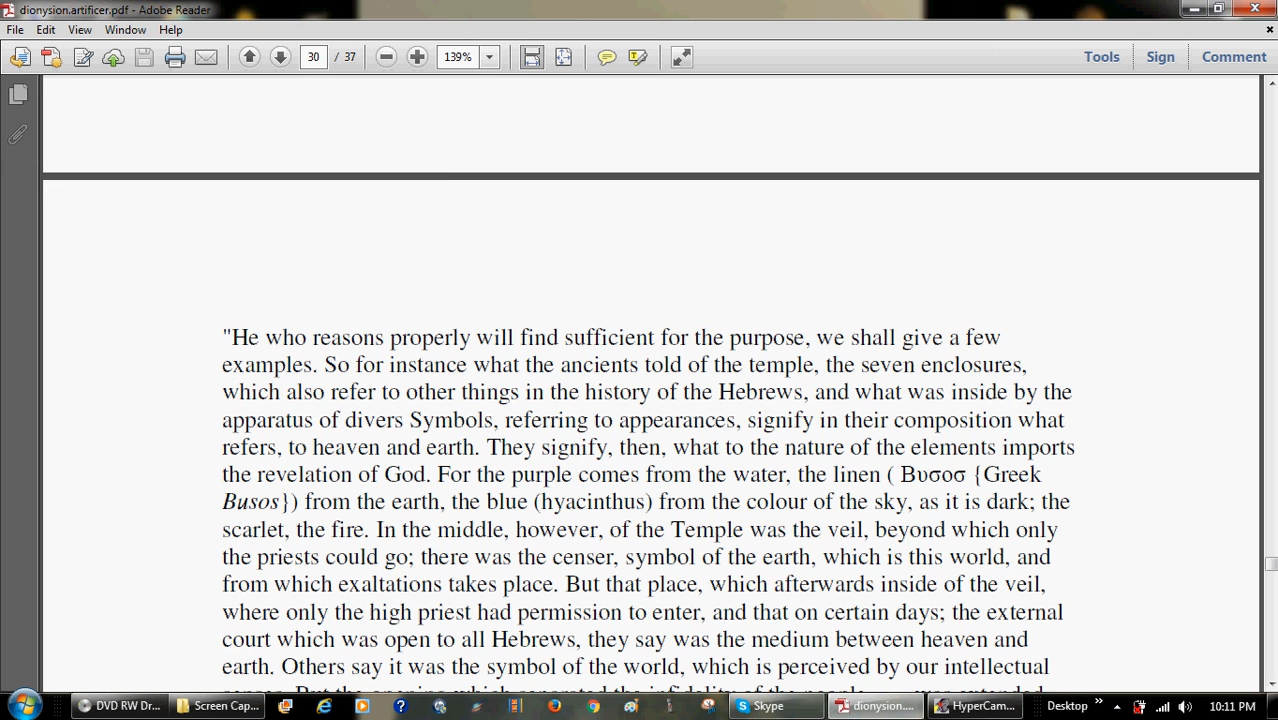 dionysion.artificer.pdf - Adobe Reader
File Edit View Window Help
30 / 37 139% Tools Sign Comment
"He who reasons properly will find sufficient for the purpose, we shall give a few
examples. So for instance what the ancients told of the temple, the seven enclosures,
which also refer to other things in the history of the Hebrews, and what was inside by the
apparatus of divers Symbols, referring to appearances, signify in their composition what
refers, to heaven and earth. They signify, then, what to the nature of the elements imports
the revelation of God. For the purple comes from the water, the linen ( Βυσοσ {Greek
Busos}) from the earth, the blue (hyacinthus) from the colour of the sky, as it is dark; the
scarlet, the fire. In the middle, however, of the Temple was the veil, beyond which only
the priests could go; there was the censer, symbol of the earth, which is this world, and
from which exaltations takes place. But that place, which afterwards inside of the veil,
where only the high priest had permission to enter, and that on certain days; the external
court which was open to all Hebrews, they say was the medium between heaven and
earth. Others say it was the symbol of the world, which is perceived by our intellectual
DVD RW Dr... Screen Cap... Skype dionysion.... HyperCam... Desktop 10:11 PM